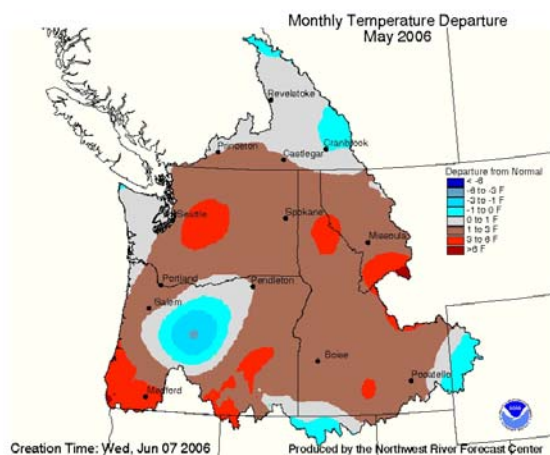 Monthly Temperature Departure
May 2006
Revelstoke
Cranbrook
Princeton
Castlegar
Departure from Normal
< -6
-6 to -3 F
-3 to -1 F
-1 to 0 F
0 to 1 F
1 to 3 F
3 to 6 F
>6 F
Seattle
Spokane
Missoula
Portland
Pendleton
Salem
Boise
Pocatello
Medford
NOAA
Creation Time: Wed, Jun 07 2006
Produced by the Northwest River Forecast Center